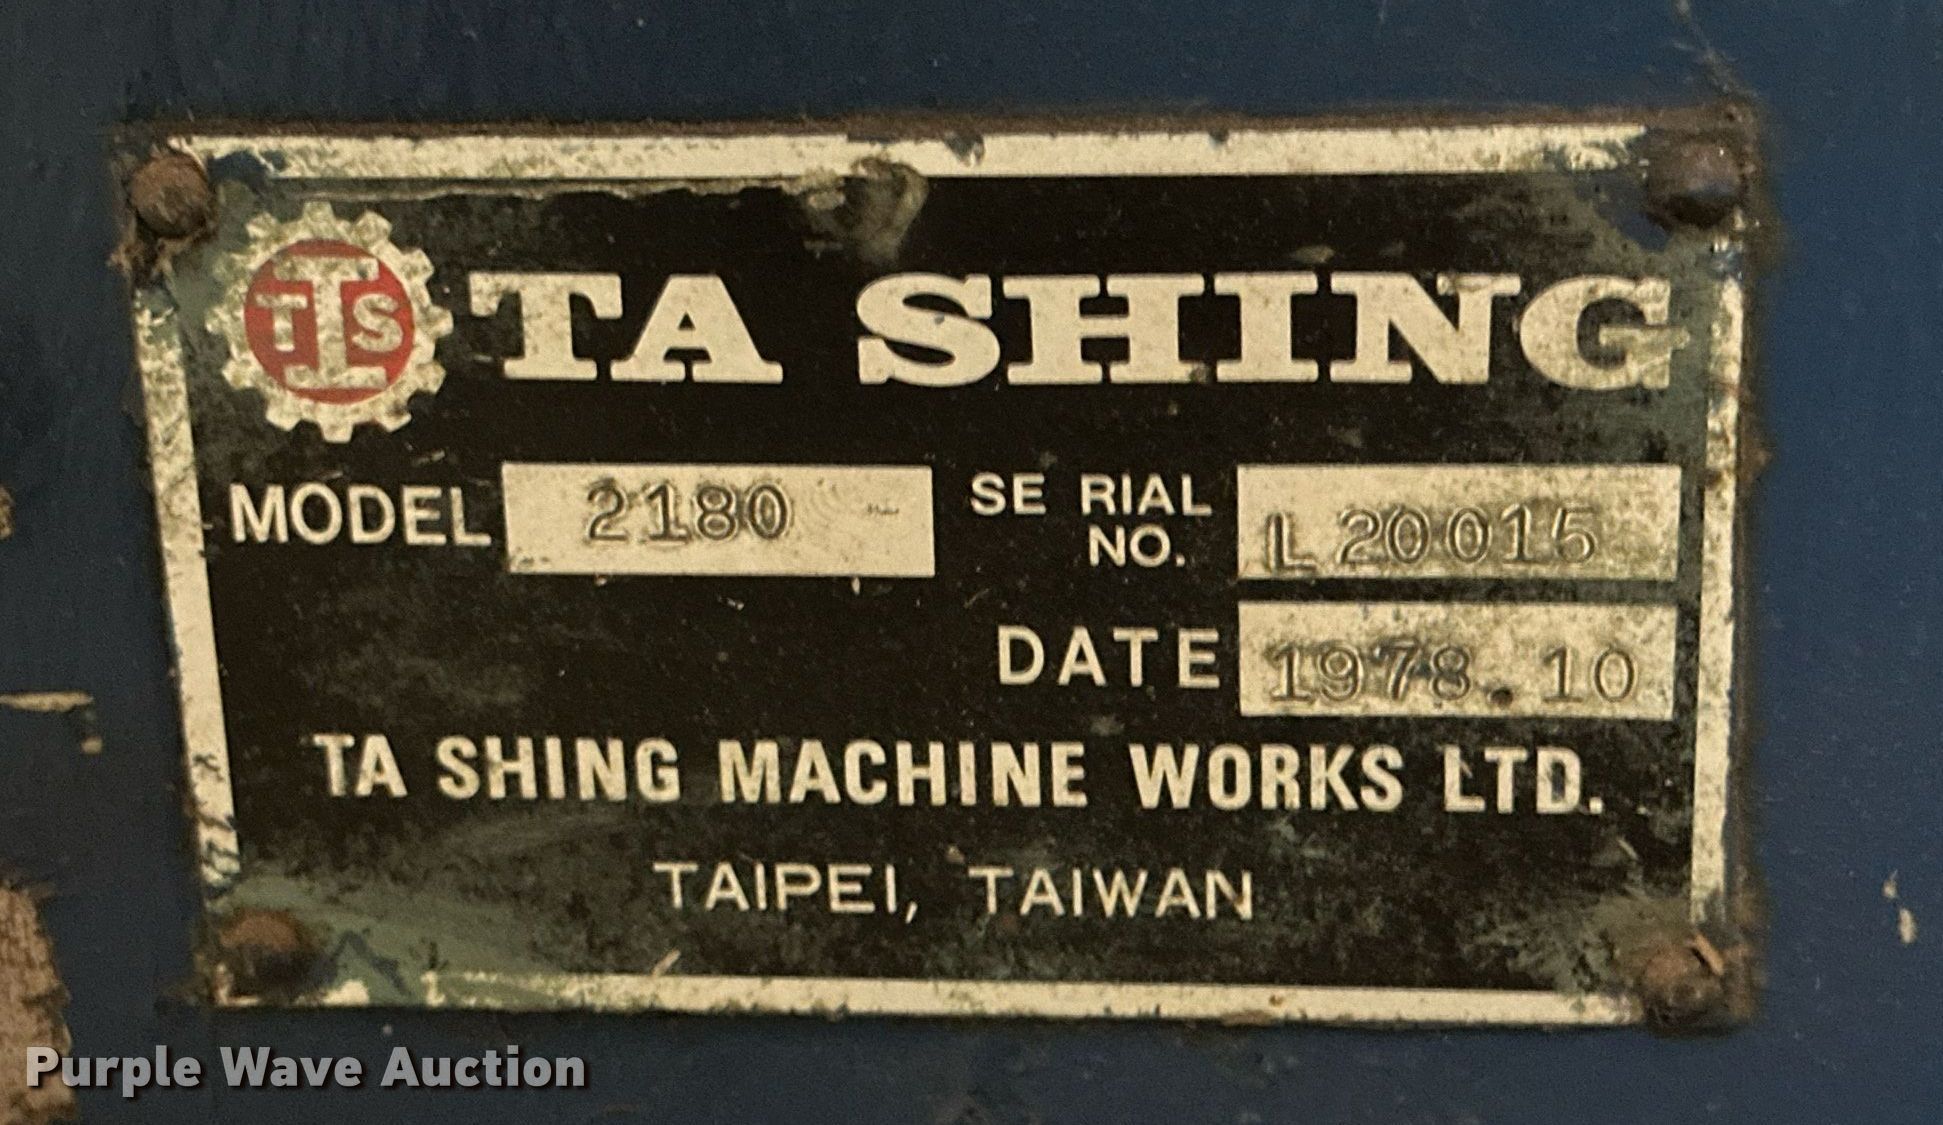 TIS TA SHING
MODEL 2180 SE RIAL NO. L 20015
DATE 1978.10
TA SHING MACHINE WORKS LTD.
TAIPEI, TAIWAN
Purple Wave Auction